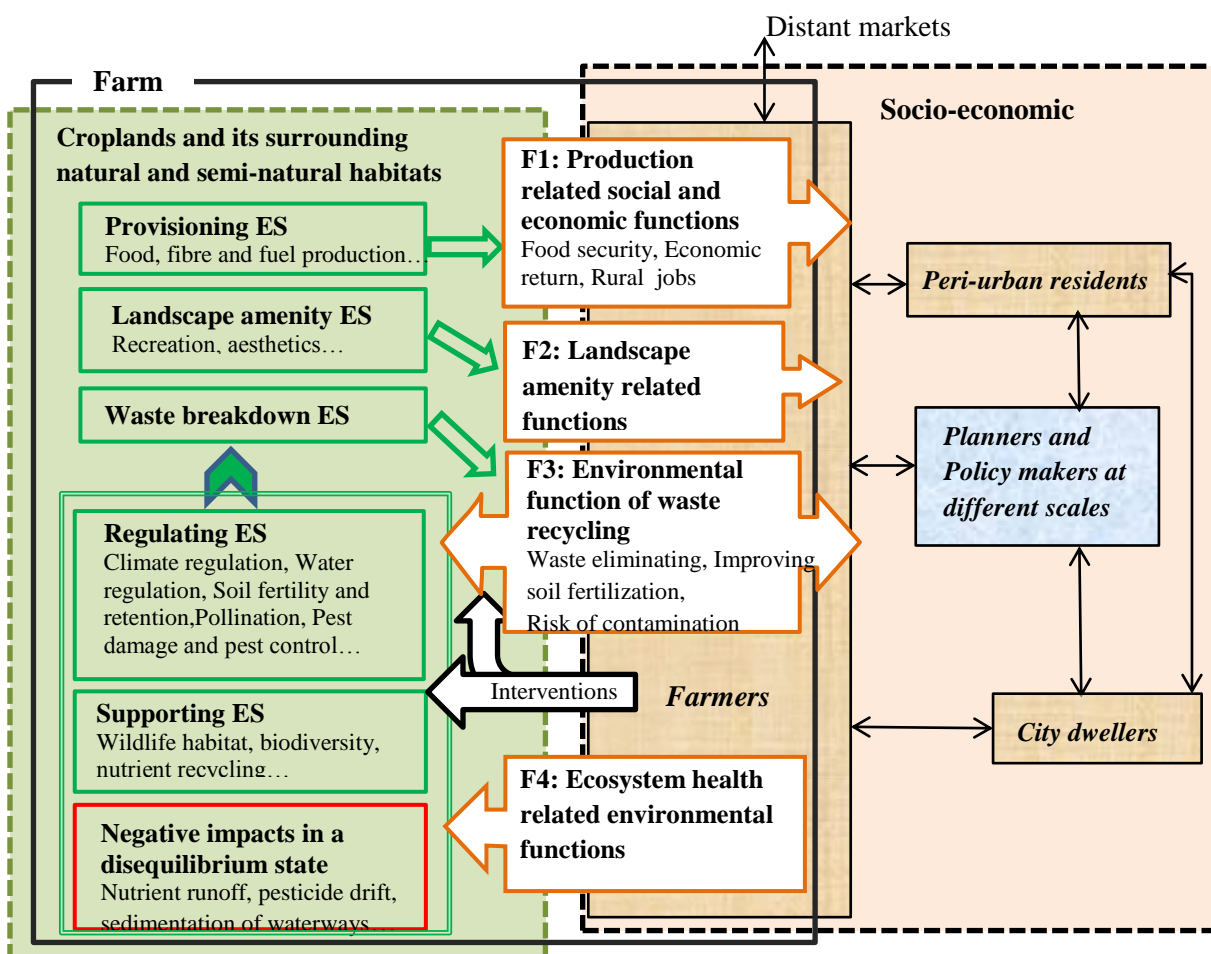 Distant markets
Farm
Socio-economic
Croplands and its surrounding
natural and semi-natural habitats
Provisioning ES
Food, fibre and fuel production…
Landscape amenity ES
Recreation, aesthetics…
Waste breakdown ES
Regulating ES
Climate regulation, Water
regulation, Soil fertility and
retention,Pollination, Pest
damage and pest control…
Supporting ES
Wildlife habitat, biodiversity,
nutrient recycling…
Negative impacts in a
disequilibrium state
Nutrient runoff, pesticide drift,
sedimentation of waterways…
F1: Production
related social and
economic functions
Food security, Economic
return, Rural jobs
F2: Landscape
amenity related
functions
F3: Environmental
function of waste
recycling
Waste eliminating, Improving
soil fertilization,
Risk of contamination
Interventions
Farmers
F4: Ecosystem health
related environmental
functions
Peri-urban residents
Planners and
Policy makers at
different scales
City dwellers